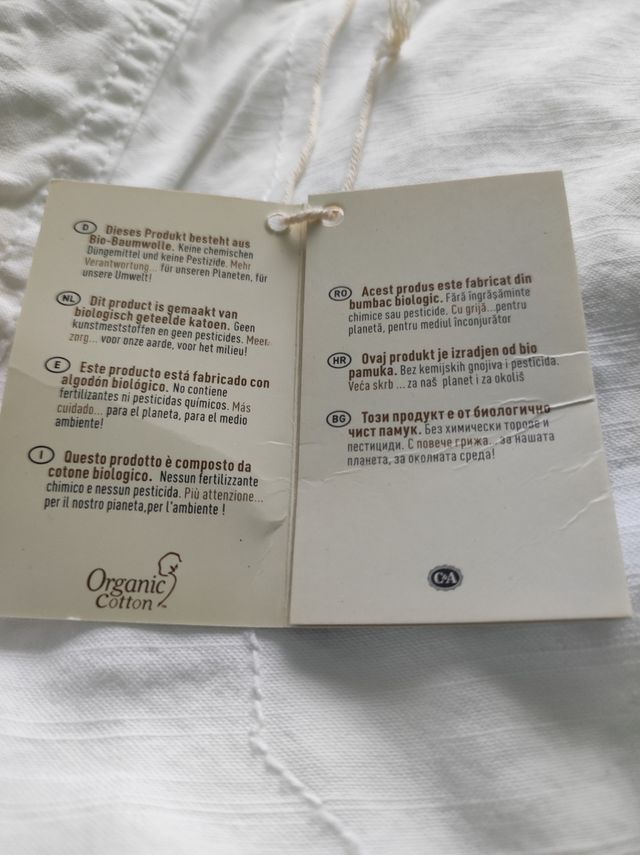 D Dieses Produkt besteht aus
Bio-Baumwolle. Keine chemischen
Düngemittel und keine Pestizide. Mehr
Verantwortung... für unseren Planeten, für
unsere Umwelt!
NL Dit product is gemaakt van
biologisch geteelde katoen. Geen
kunstmeststoffen en geen pesticides. Meer
zorg... voor onze aarde, voor het milieu!
E Este producto está fabricado con
algodón biológico. No contiene
fertilizantes ni pesticidas químicos. Más
cuidado... para el planeta, para el medio
ambiente!
I Questo prodotto è composto da
cotone biologico. Nessun fertilizzante
chimico e nessun pesticida. Più attenzione...
per il nostro pianeta,per l'ambiente !
Organic
Cotton™
RO Acest produs este fabricat din
bumbac biologic. Fără îngrășăminte
chimice sau pesticide. Cu grijă...pentru
planetă, pentru mediul înconjurător
HR Ovaj produkt je izradjen od bio
pamuka. Bez kemijskih gnojiva i pesticida.
Veća skrb ... za naš planet i za okoliš
BG Този продукт е от биологично
чист памук. Без химически торове и
пестициди. С повече грижа...за нашата
планета, за околната среда!
C&A